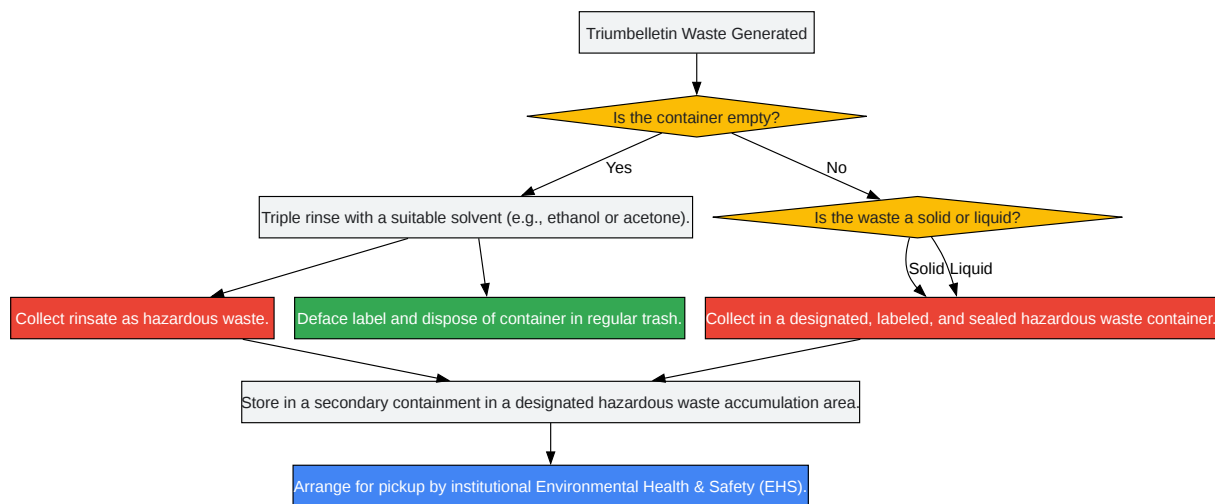 Triumbelletin Waste Generated
Is the container empty?
Yes
No
Triple rinse with a suitable solvent (e.g., ethanol or acetone).
Is the waste a solid or liquid?
Solid
Liquid
Collect rinsate as hazardous waste.
Deface label and dispose of container in regular trash.
Collect in a designated, labeled, and sealed hazardous waste container.
Store in a secondary containment in a designated hazardous waste accumulation area.
Arrange for pickup by institutional Environmental Health & Safety (EHS).